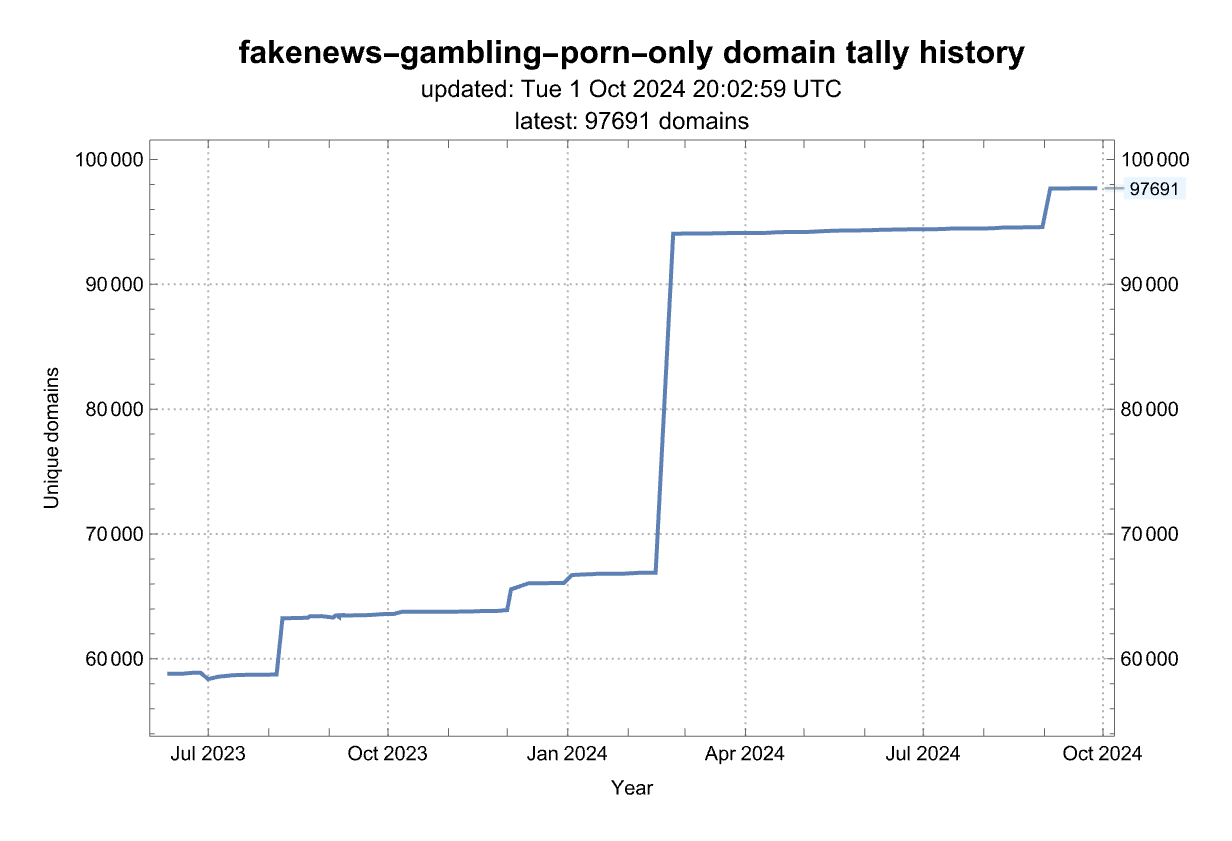 fakenews−gambling−porn−only domain tally history
updated: Tue 1 Oct 2024 20:02:59 UTC
latest: 97691 domains
100 000
100 000
97691
90 000
90 000
80 000
80 000
70 000
70 000
60 000
60 000
Unique domains
Jul 2023
Oct 2023
Jan 2024
Apr 2024
Jul 2024
Oct 2024
Year